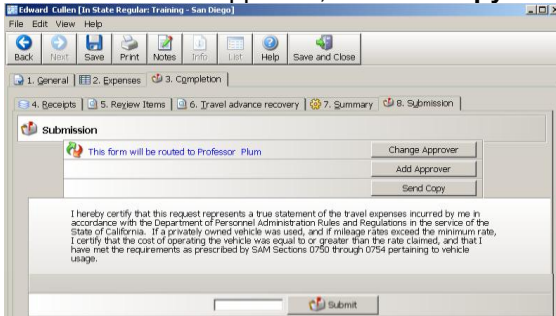 Edward Cullen [In State Regular: Training - San Diego]
File Edit View Help
Back Next Save Print Notes Info List Help Save and Close
1. General 2. Expenses 3. Completion
4. Receipts 5. Review Items 6. Travel advance recovery 7. Summary 8. Submission
Submission
This form will be routed to Professor Plum Change Approver
Add Approver
Send Copy
I hereby certify that this request represents a true statement of the travel expenses incurred by me in
accordance with the Department of Personnel Administration Rules and Regulations in the service of the
State of California. If a privately owned vehicle was used, and if mileage rates exceed the minimum rate,
I certify that the cost of operating the vehicle was equal to or greater than the rate claimed, and that I
have met the requirements as prescribed by SAM Sections 0750 through 0754 pertaining to vehicle
usage.
Submit